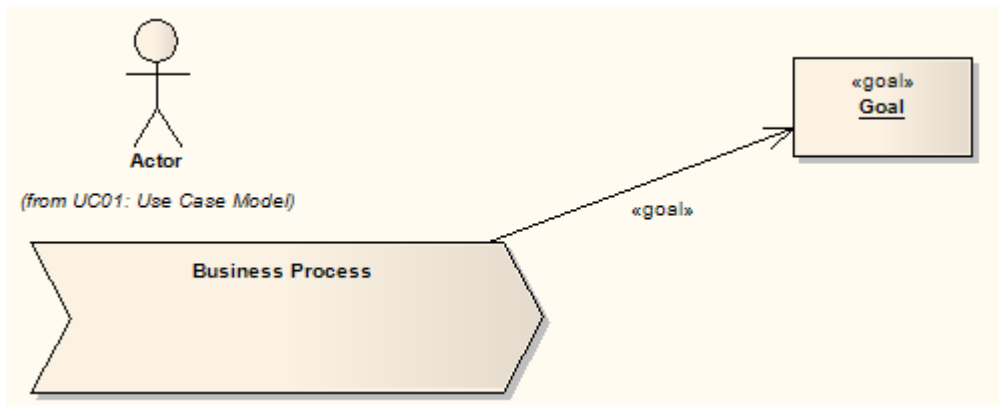 «goal»
Goal
Actor
(from UC01: Use Case Model)
«goal»
Business Process